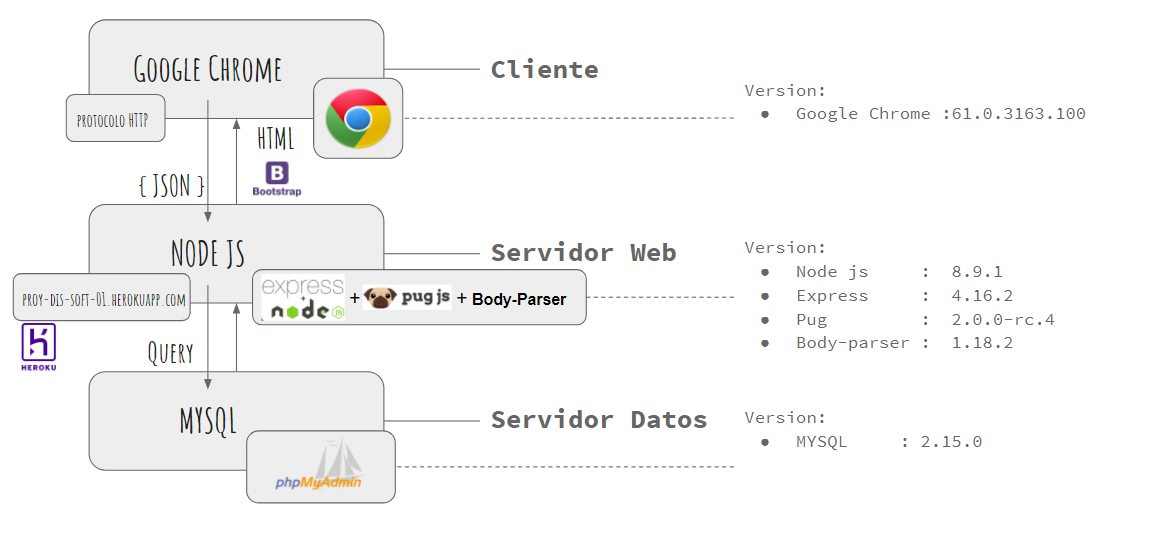 GOOGLE CHROME
PROTOCOLO HTTP
HTML
Bootstrap
{ JSON }
NODE JS
PROY-DIS-SOFT-01.HEROKUAPP.COM
HEROKU
express
+
node JS
+
pug js
+ Body-Parser
QUERY
MYSQL
phpMyAdmin
Cliente
Version:
● Google Chrome :61.0.3163.100
Servidor Web
Version:
● Node js : 8.9.1
● Express : 4.16.2
● Pug : 2.0.0-rc.4
● Body-parser : 1.18.2
Servidor Datos
Version:
● MYSQL : 2.15.0